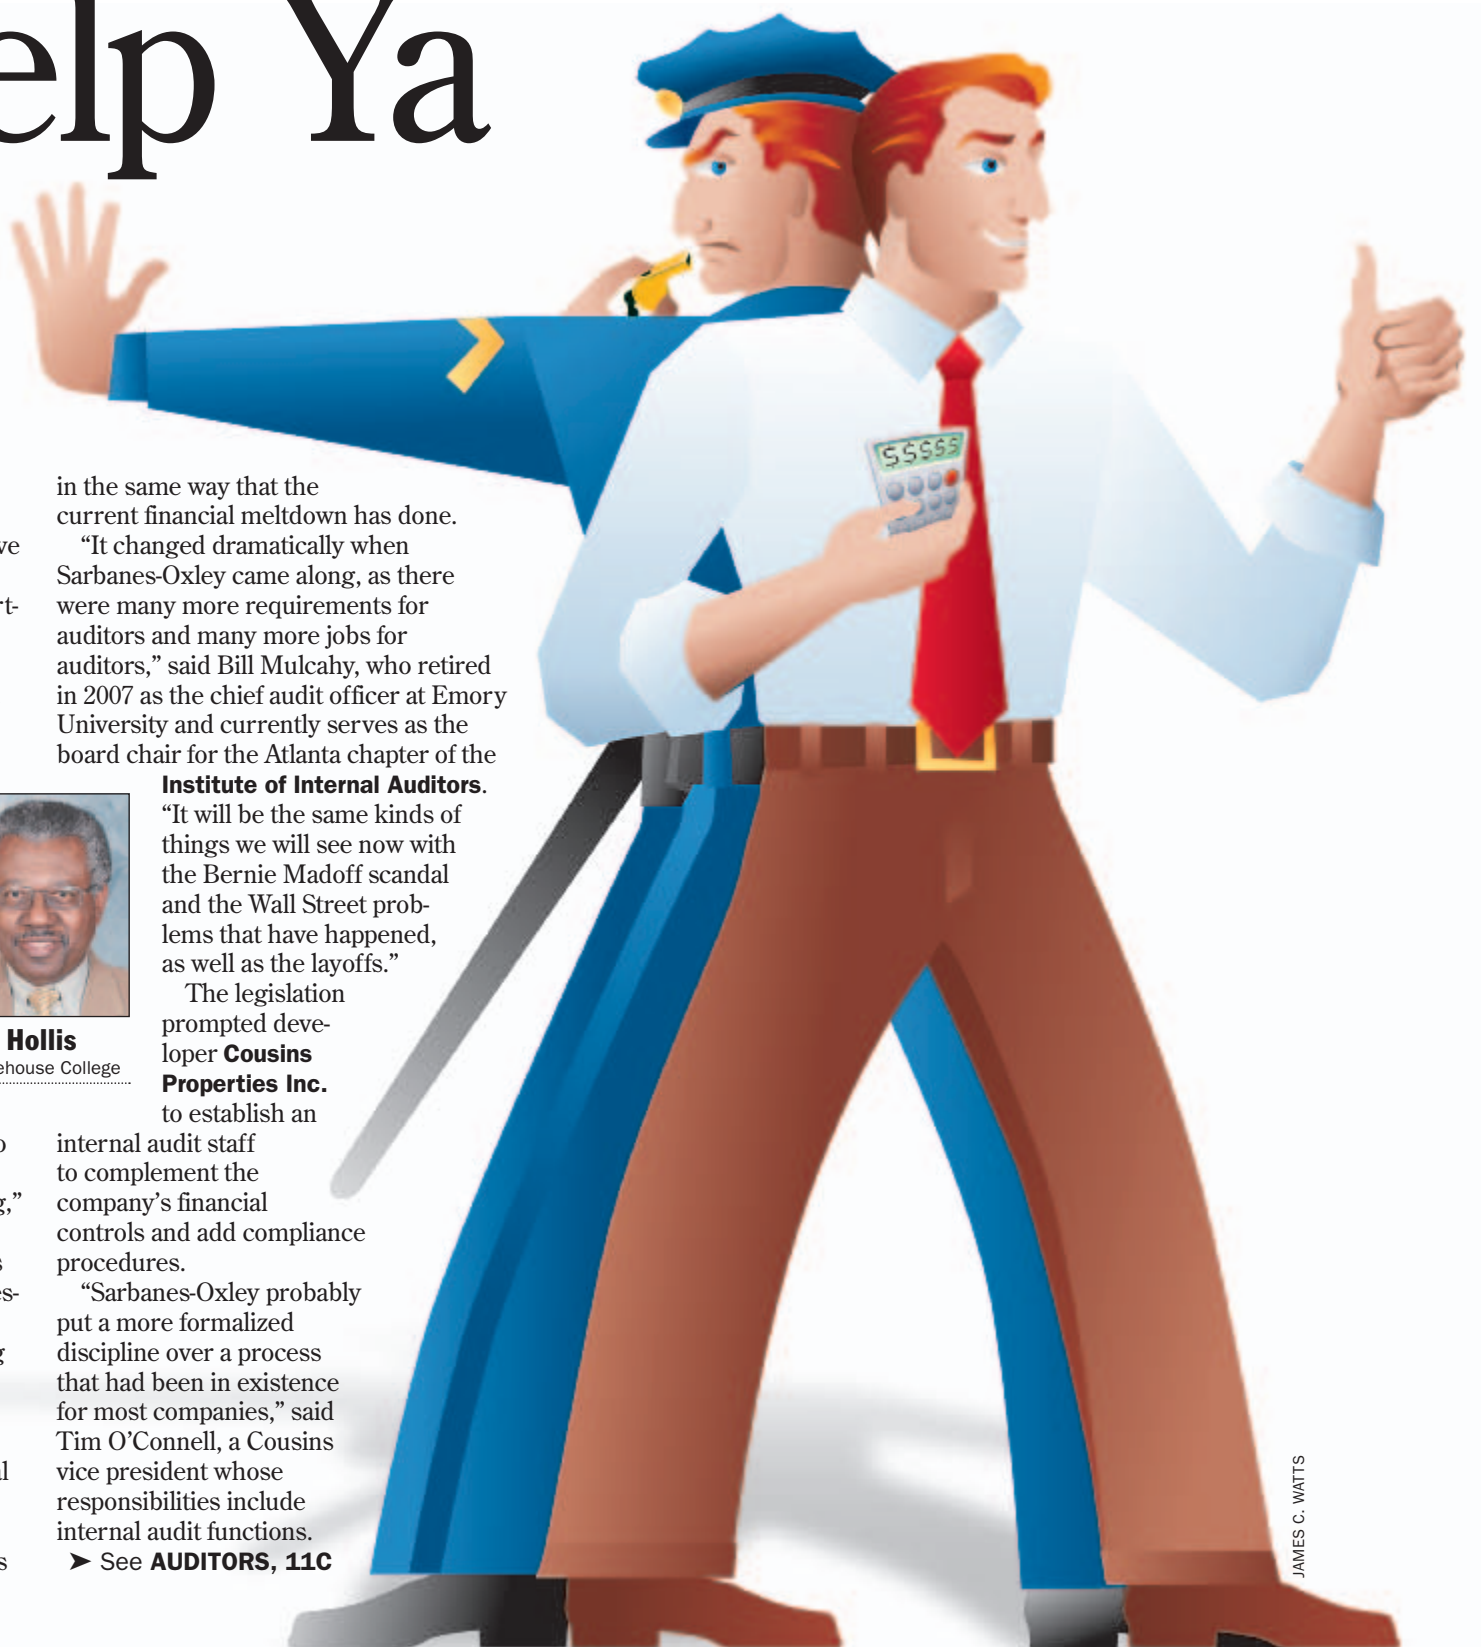 elp Ya
ve
rt-
in the same way that the
current financial meltdown has done.
“It changed dramatically when
Sarbanes-Oxley came along, as there
were many more requirements for
auditors and many more jobs for
auditors,” said Bill Mulcahy, who retired
in 2007 as the chief audit officer at Emory
University and currently serves as the
board chair for the Atlanta chapter of the
Institute of Internal Auditors.
“It will be the same kinds of
things we will see now with
the Bernie Madoff scandal
and the Wall Street prob-
lems that have happened,
as well as the layoffs.”
The legislation
prompted deve-
loper Cousins
Properties Inc.
to establish an
internal audit staff
to complement the
company’s financial
controls and add compliance
procedures.
“Sarbanes-Oxley probably
put a more formalized
discipline over a process
that had been in existence
for most companies,” said
Tim O’Connell, a Cousins
vice president whose
responsibilities include
internal audit functions.
➤ See AUDITORS, 11C
Hollis
ehouse College
g,”
es-
$$$$$
JAMES C. WATTS